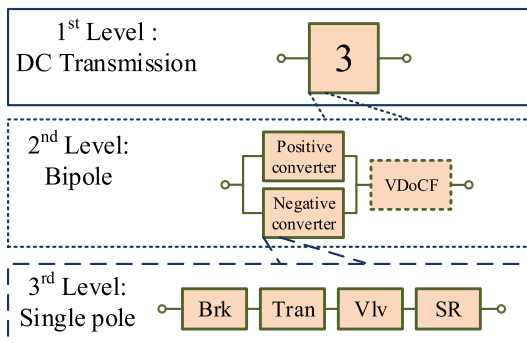 1st Level :
DC Transmission
3
2nd Level:
Bipole
Positive
converter
Negative
converter
VDoCF
3rd Level:
Single pole
Brk
Tran
Vlv
SR